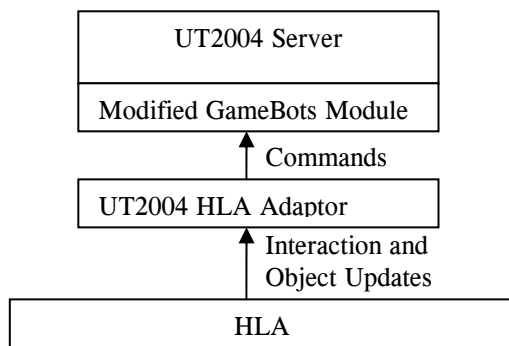 UT2004 Server
Modified GameBots Module
Commands
UT2004 HLA Adaptor
Interaction and
Object Updates
HLA